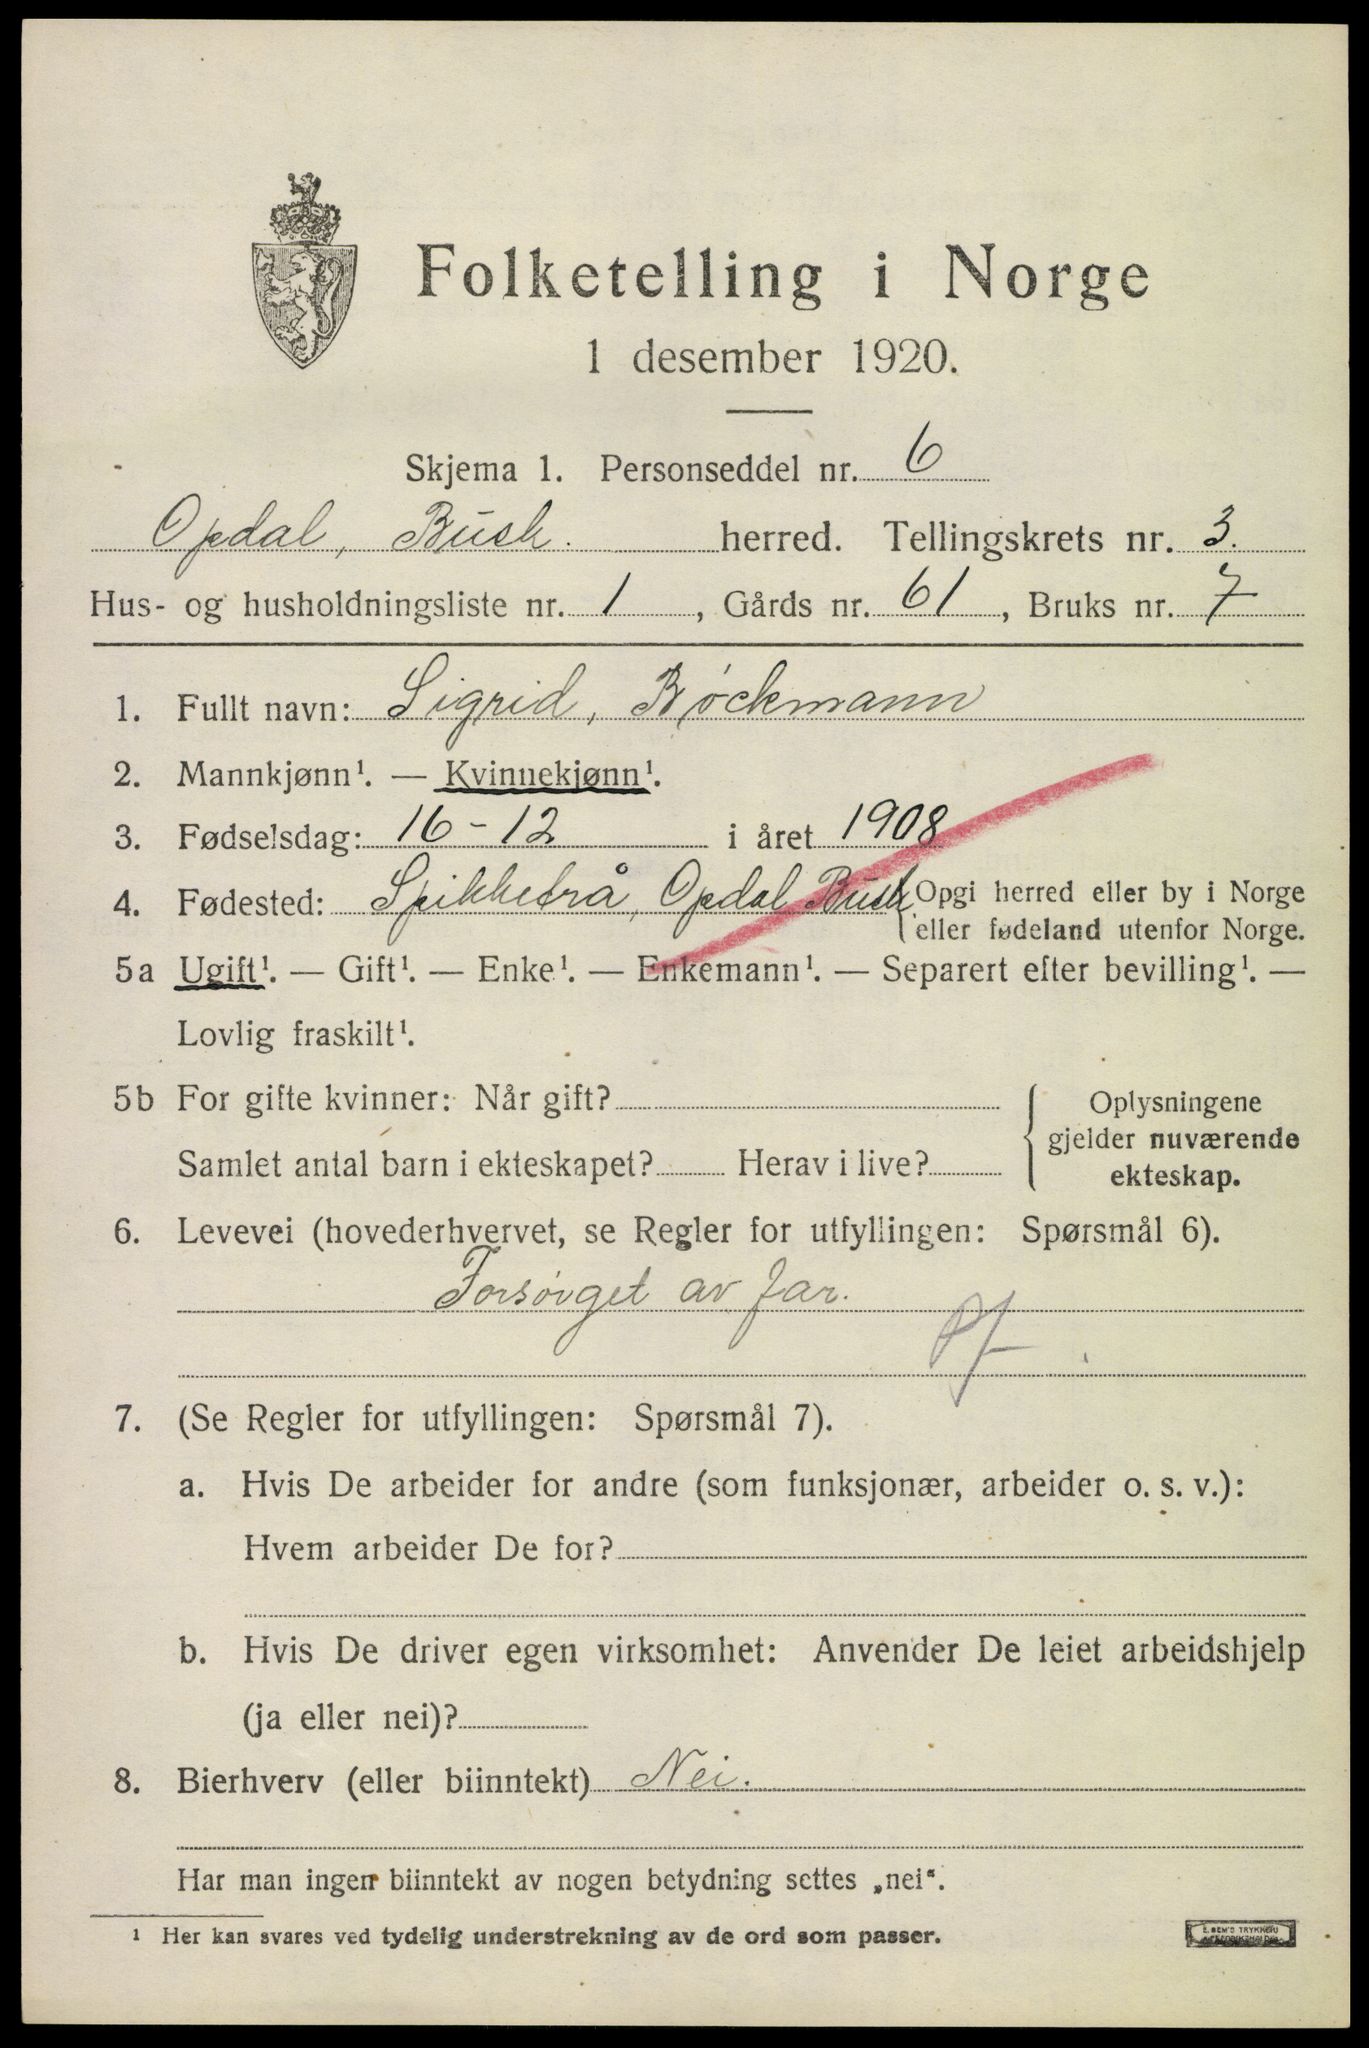 Folketelling i Norge
1 desember 1920.
Skjema 1. Personseddel nr. 6
Opdal, Busk. herred. Tellingskrets nr. 3.
Hus- og husholdningsliste nr. 1, Gårds nr. 61, Bruks nr. 7
1. Fullt navn: Sigrid, Bøckmann
2. Mannkjønn¹. — Kvinnekjønn¹.
3. Fødselsdag: 16-12 i året 1908
4. Fødested: Spikketrå, Opdal Busk { Opgi herred eller by i Norge
eller fødeland utenfor Norge.
5a Ugift¹. — Gift¹. — Enke¹. — Enkemann¹. — Separert efter bevilling¹. —
Lovlig fraskilt¹.
5b For gifte kvinner: Når gift?
Samlet antal barn i ekteskapet? Herav i live?
{ Oplysningene
gjelder nuværende
ekteskap.
6. Levevei (hovederhvervet, se Regler for utfyllingen: Spørsmål 6).
Forsørget av far.
Pf
7. (Se Regler for utfyllingen: Spørsmål 7).
a. Hvis De arbeider for andre (som funksjonær, arbeider o. s. v.):
Hvem arbeider De for?
b. Hvis De driver egen virksomhet: Anvender De leiet arbeidshjelp
(ja eller nei)?
8. Bierhverv (eller biinntekt) Nei.
Har man ingen biinntekt av nogen betydning settes „nei“.
¹ Her kan svares ved tydelig understrekning av de ord som passer.